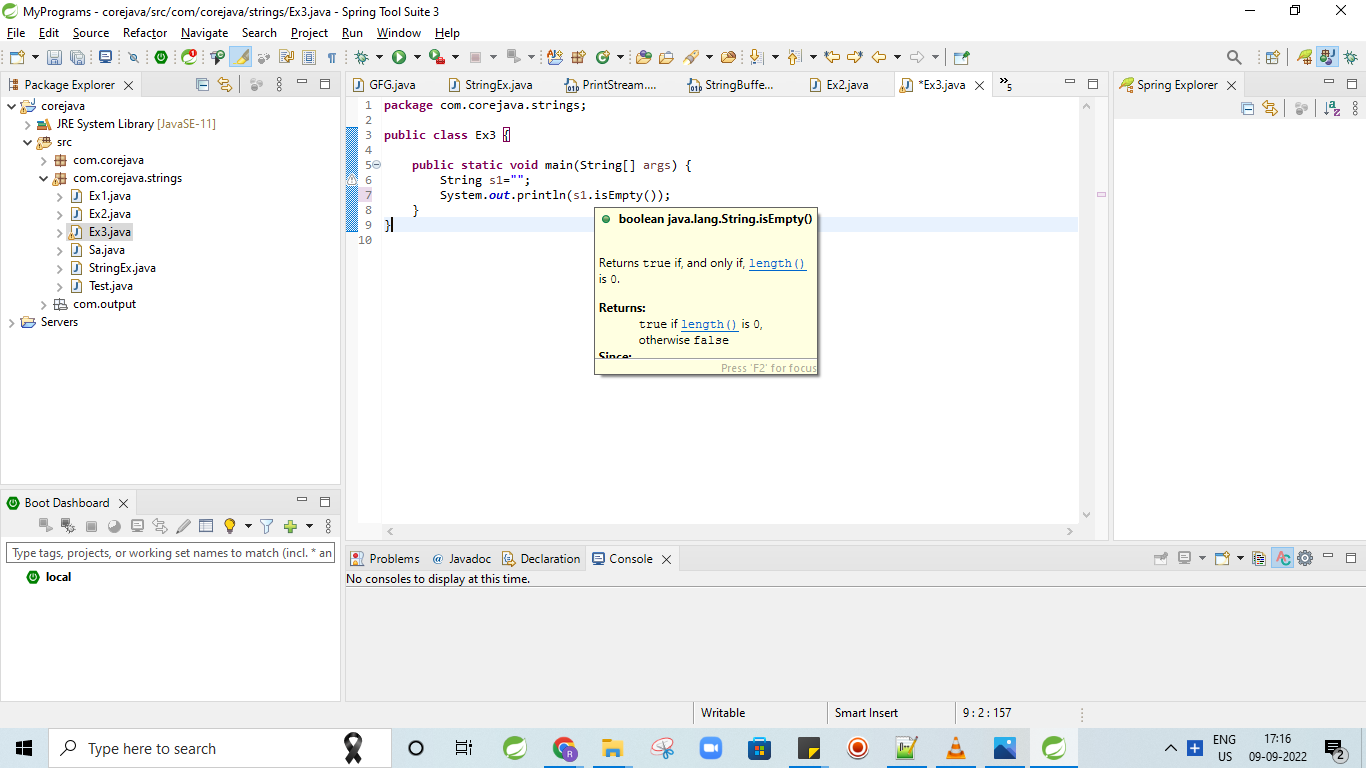 MyPrograms - corejava/src/com/corejava/strings/Ex3.java - Spring Tool Suite 3
File Edit Source Refactor Navigate Search Project Run Window Help
Package Explorer
corejava
JRE System Library [JavaSE-11]
src
com.corejava
com.corejava.strings
Ex1.java
Ex2.java
Ex3.java
Sa.java
StringEx.java
Test.java
com.output
Servers
GFG.java StringEx.java PrintStream.... StringBuffe... Ex2.java *Ex3.java »5
1 package com.corejava.strings;
2
3 public class Ex3 {
4
5 public static void main(String[] args) {
6 String s1="";
7 System.out.println(s1.isEmpty());
8 }
9 }
10
boolean java.lang.String.isEmpty()
Returns true if, and only if, length()
is 0.
Returns:
true if length() is 0,
otherwise false
Since:
Press 'F2' for focus
Spring Explorer
Boot Dashboard
Type tags, projects, or working set names to match (incl. * an
local
Problems @ Javadoc Declaration Console
No consoles to display at this time.
Writable Smart Insert 9 : 2 : 157
Type here to search
ENG
US
17:16
09-09-2022
2